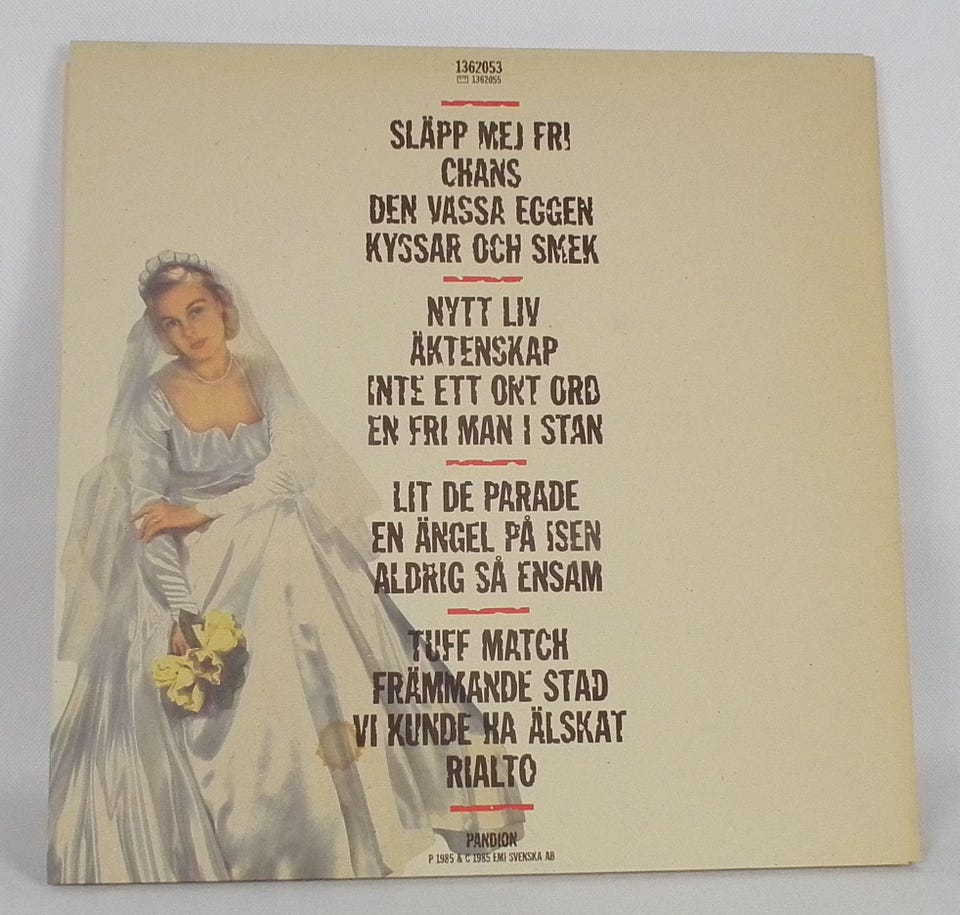 1362053
1362055
SLÄPP MEJ FRI
CHANS
DEN VASSA EGGEN
KYSSAR OCH SMEK
NYTT LIV
ÄKTENSKAP
INTE ETT ONT ORD
EN FRI MAN I STAN
LIT DE PARADE
EN ÄNGEL PÅ ISEN
ALDRIG SÅ ENSAM
TUFF MATCH
FRÄMMANDE STAD
VI KUNDE HA ÄLSKAT
RIALTO
PANDION
P 1985 & C 1985 EMI SVENSKA AB